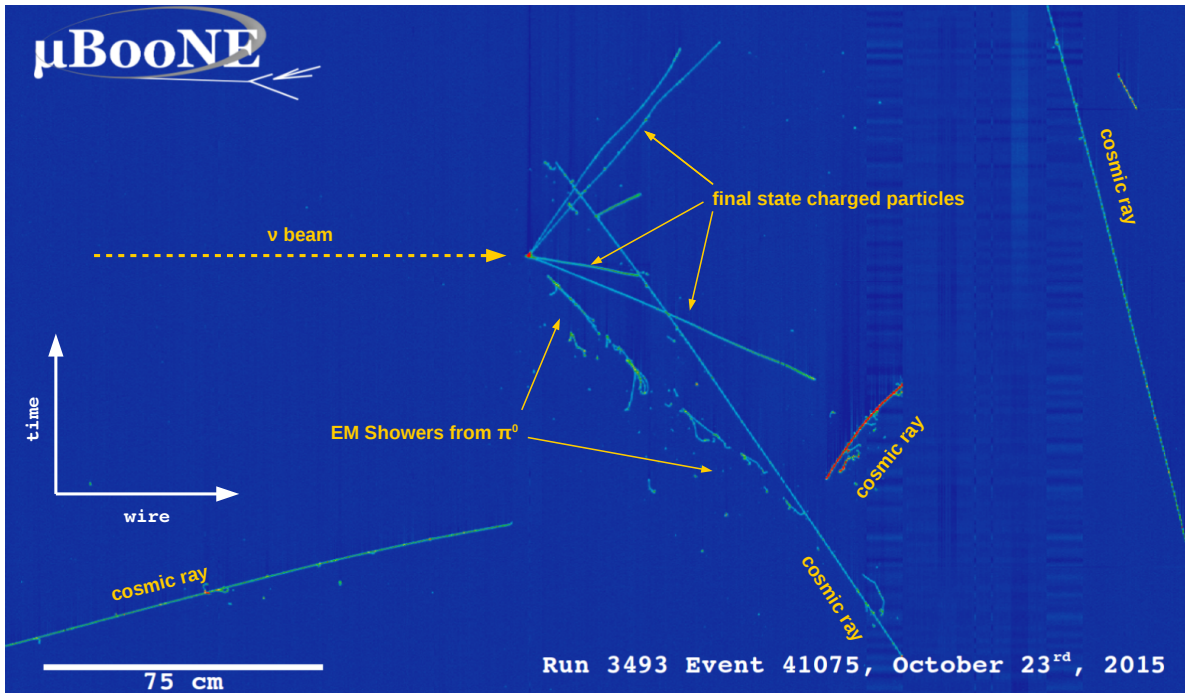 μBooNE
cosmic ray
final state charged particles
ν beam
time
EM Showers from π⁰
cosmic ray
wire
cosmic ray
cosmic ray
Run 3493 Event 41075, October 23ʳᵈ, 2015
75 cm